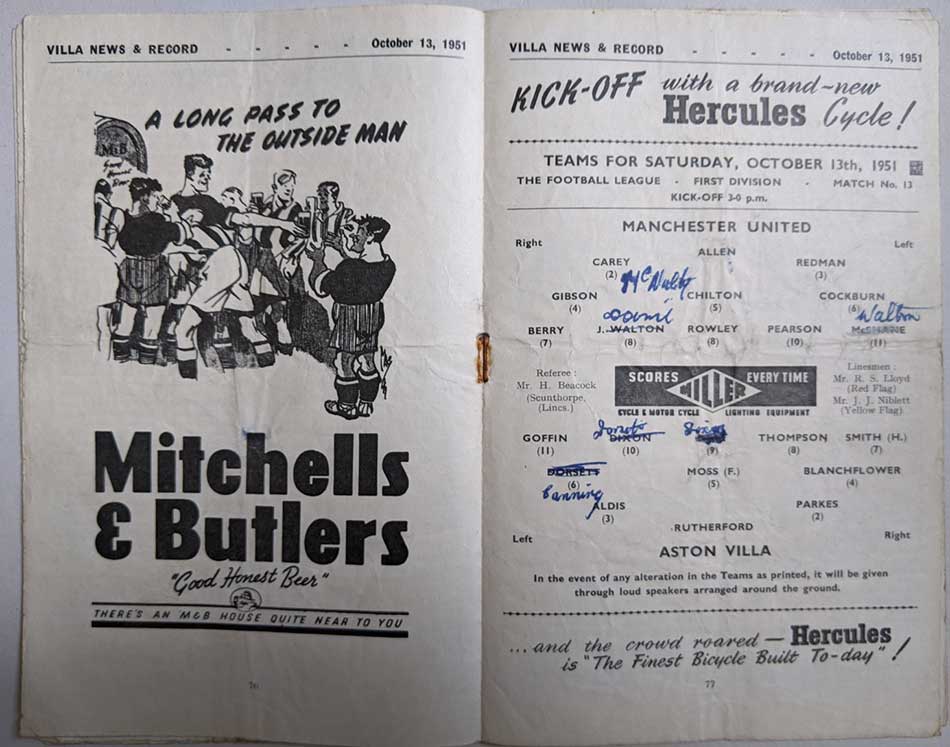 VILLA NEWS & RECORD - - - - - October 13, 1951
A LONG PASS TO
THE OUTSIDE MAN
M&B
Good
Honest
Beer
Mitchells
& Butlers
"Good Honest Beer"
THERE'S AN M&B HOUSE QUITE NEAR TO YOU
76
VILLA NEWS & RECORD - - - - - October 13, 1951
KICK-OFF with a brand-new
Hercules Cycle!
TEAMS FOR SATURDAY, OCTOBER 13th, 1951
THE FOOTBALL LEAGUE - FIRST DIVISION - MATCH No. 13
KICK-OFF 3-0 p.m.
MANCHESTER UNITED
Right Left
ALLEN
CAREY REDMAN
(2) (3)
McNulty
GIBSON CHILTON COCKBURN
(4) (5) (6)
Walton
BERRY J. WALTON ROWLEY PEARSON McSHANE
(7) (8) (8) (10) (11)
Referee :
Mr. H. Beacock
(Scunthorpe,
(Lincs.)
SCORES MILLER EVERY TIME
CYCLE & MOTOR CYCLE LIGHTING EQUIPMENT
Linesmen :
Mr. R. S. Lloyd
(Red Flag)
Mr. J. J. Niblett
(Yellow Flag)
Dorsett Dixon
GOFFIN DIXON THOMPSON SMITH (H.)
(11) (10) (9) (8) (7)
DORSETT MOSS (F.) BLANCHFLOWER
(6) (5) (4)
Canning
ALDIS PARKES
(3) (2)
RUTHERFORD
Left Right
ASTON VILLA
In the event of any alteration in the Teams as printed, it will be given
through loud speakers arranged around the ground.
...and the crowd roared — Hercules
is "The Finest Bicycle Built To-day" !
77